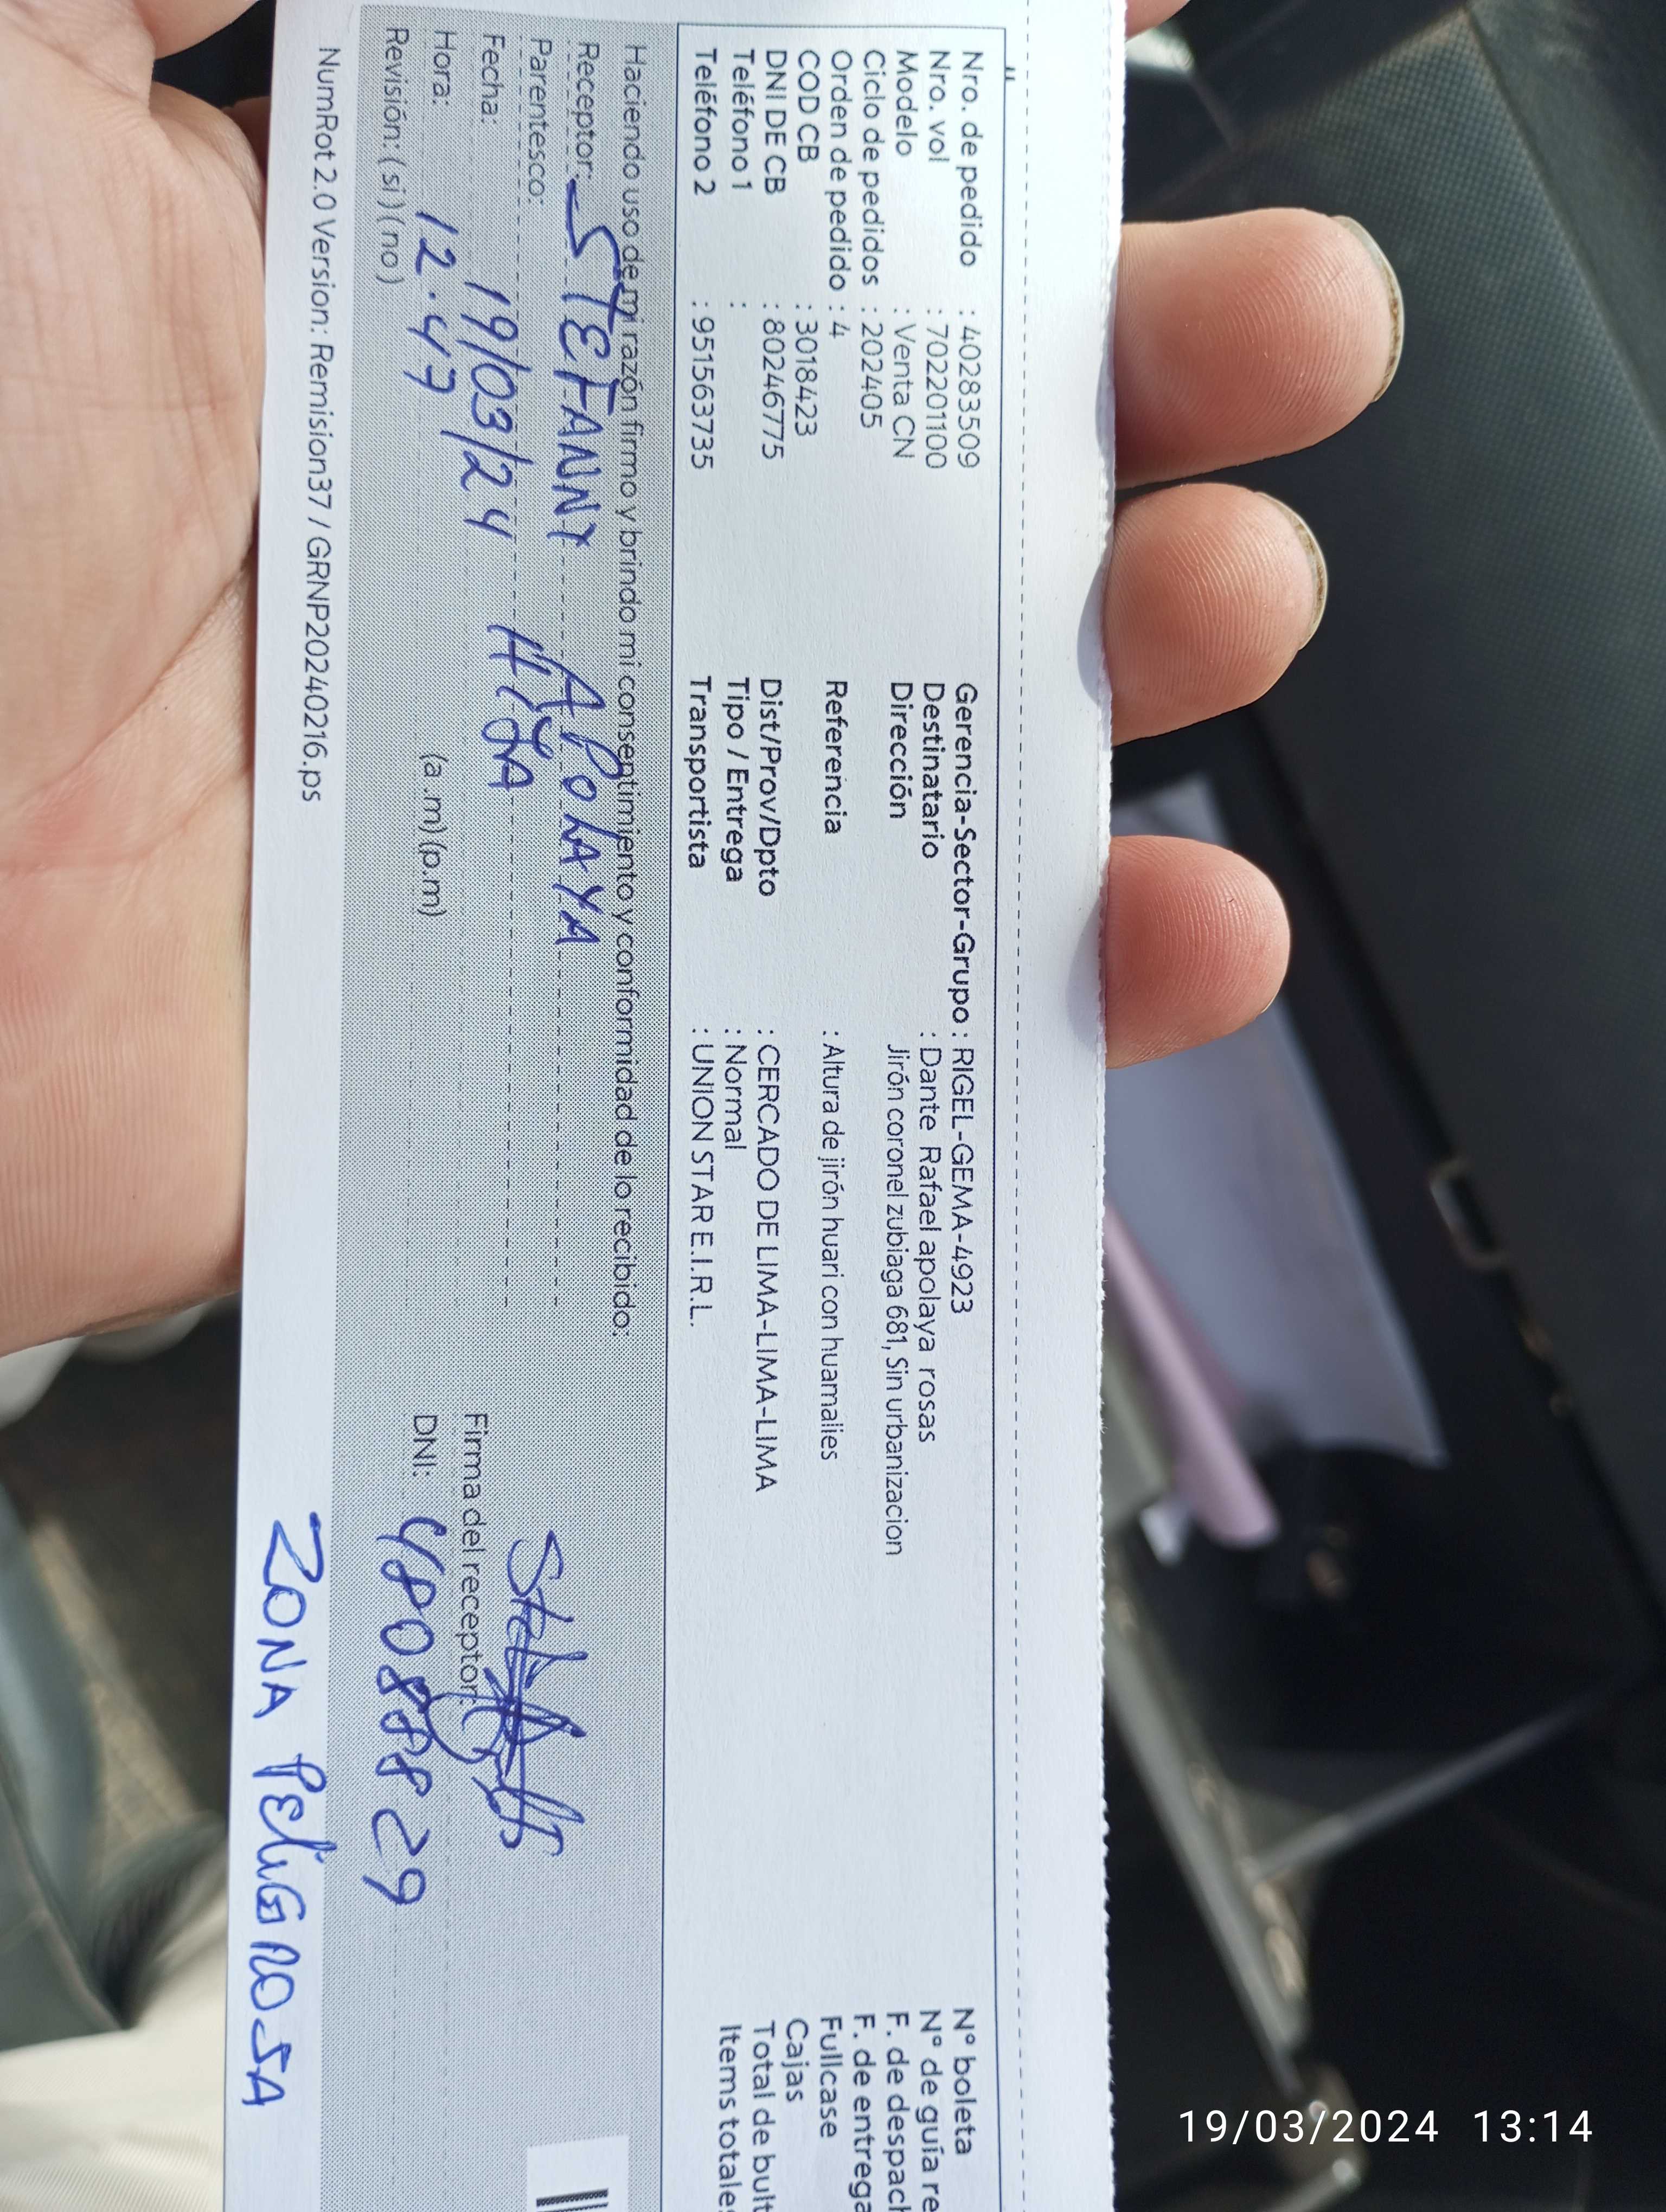 Nro. de pedido : 40283509
Nro. vol : 702201100
Modelo : Venta CN
Ciclo de pedidos : 202405
Orden de pedido : 4
COD CB : 3018423
DNI DE CB : 80246775
Teléfono 1 :
Teléfono 2 : 951563735
Gerencia-Sector-Grupo : RIGEL-GEMA-4923
Destinatario : Dante Rafael apolaya rosas
Dirección Jirón coronel zubiaga 681, Sin urbanizacion
Referencia : Altura de jirón huari con huamalies
Dist/Prov/Dpto : CERCADO DE LIMA-LIMA-LIMA
Tipo / Entrega : Normal
Transportista : UNION STAR E.I.R.L.
N° boleta
N° de guía re
F. de despach
F. de entrega
Fullcase
Cajas
Total de bult
Items totale
Haciendo uso de mi razón firmo y brindo mi consentimiento y conformidad de lo recibido:
Receptor: STEFANNY APOLAYA
Parentesco: HIJA
Fecha: 19/03/24
Hora: 12.47 (a .m) (p.m)
Revisión: ( si ) ( no )
Firma del receptor:
DNI: 48088829
NumRot 2.0 Version: Remision37 / GRNP20240216.ps
ZONA PELIGROSA
19/03/2024 13:14